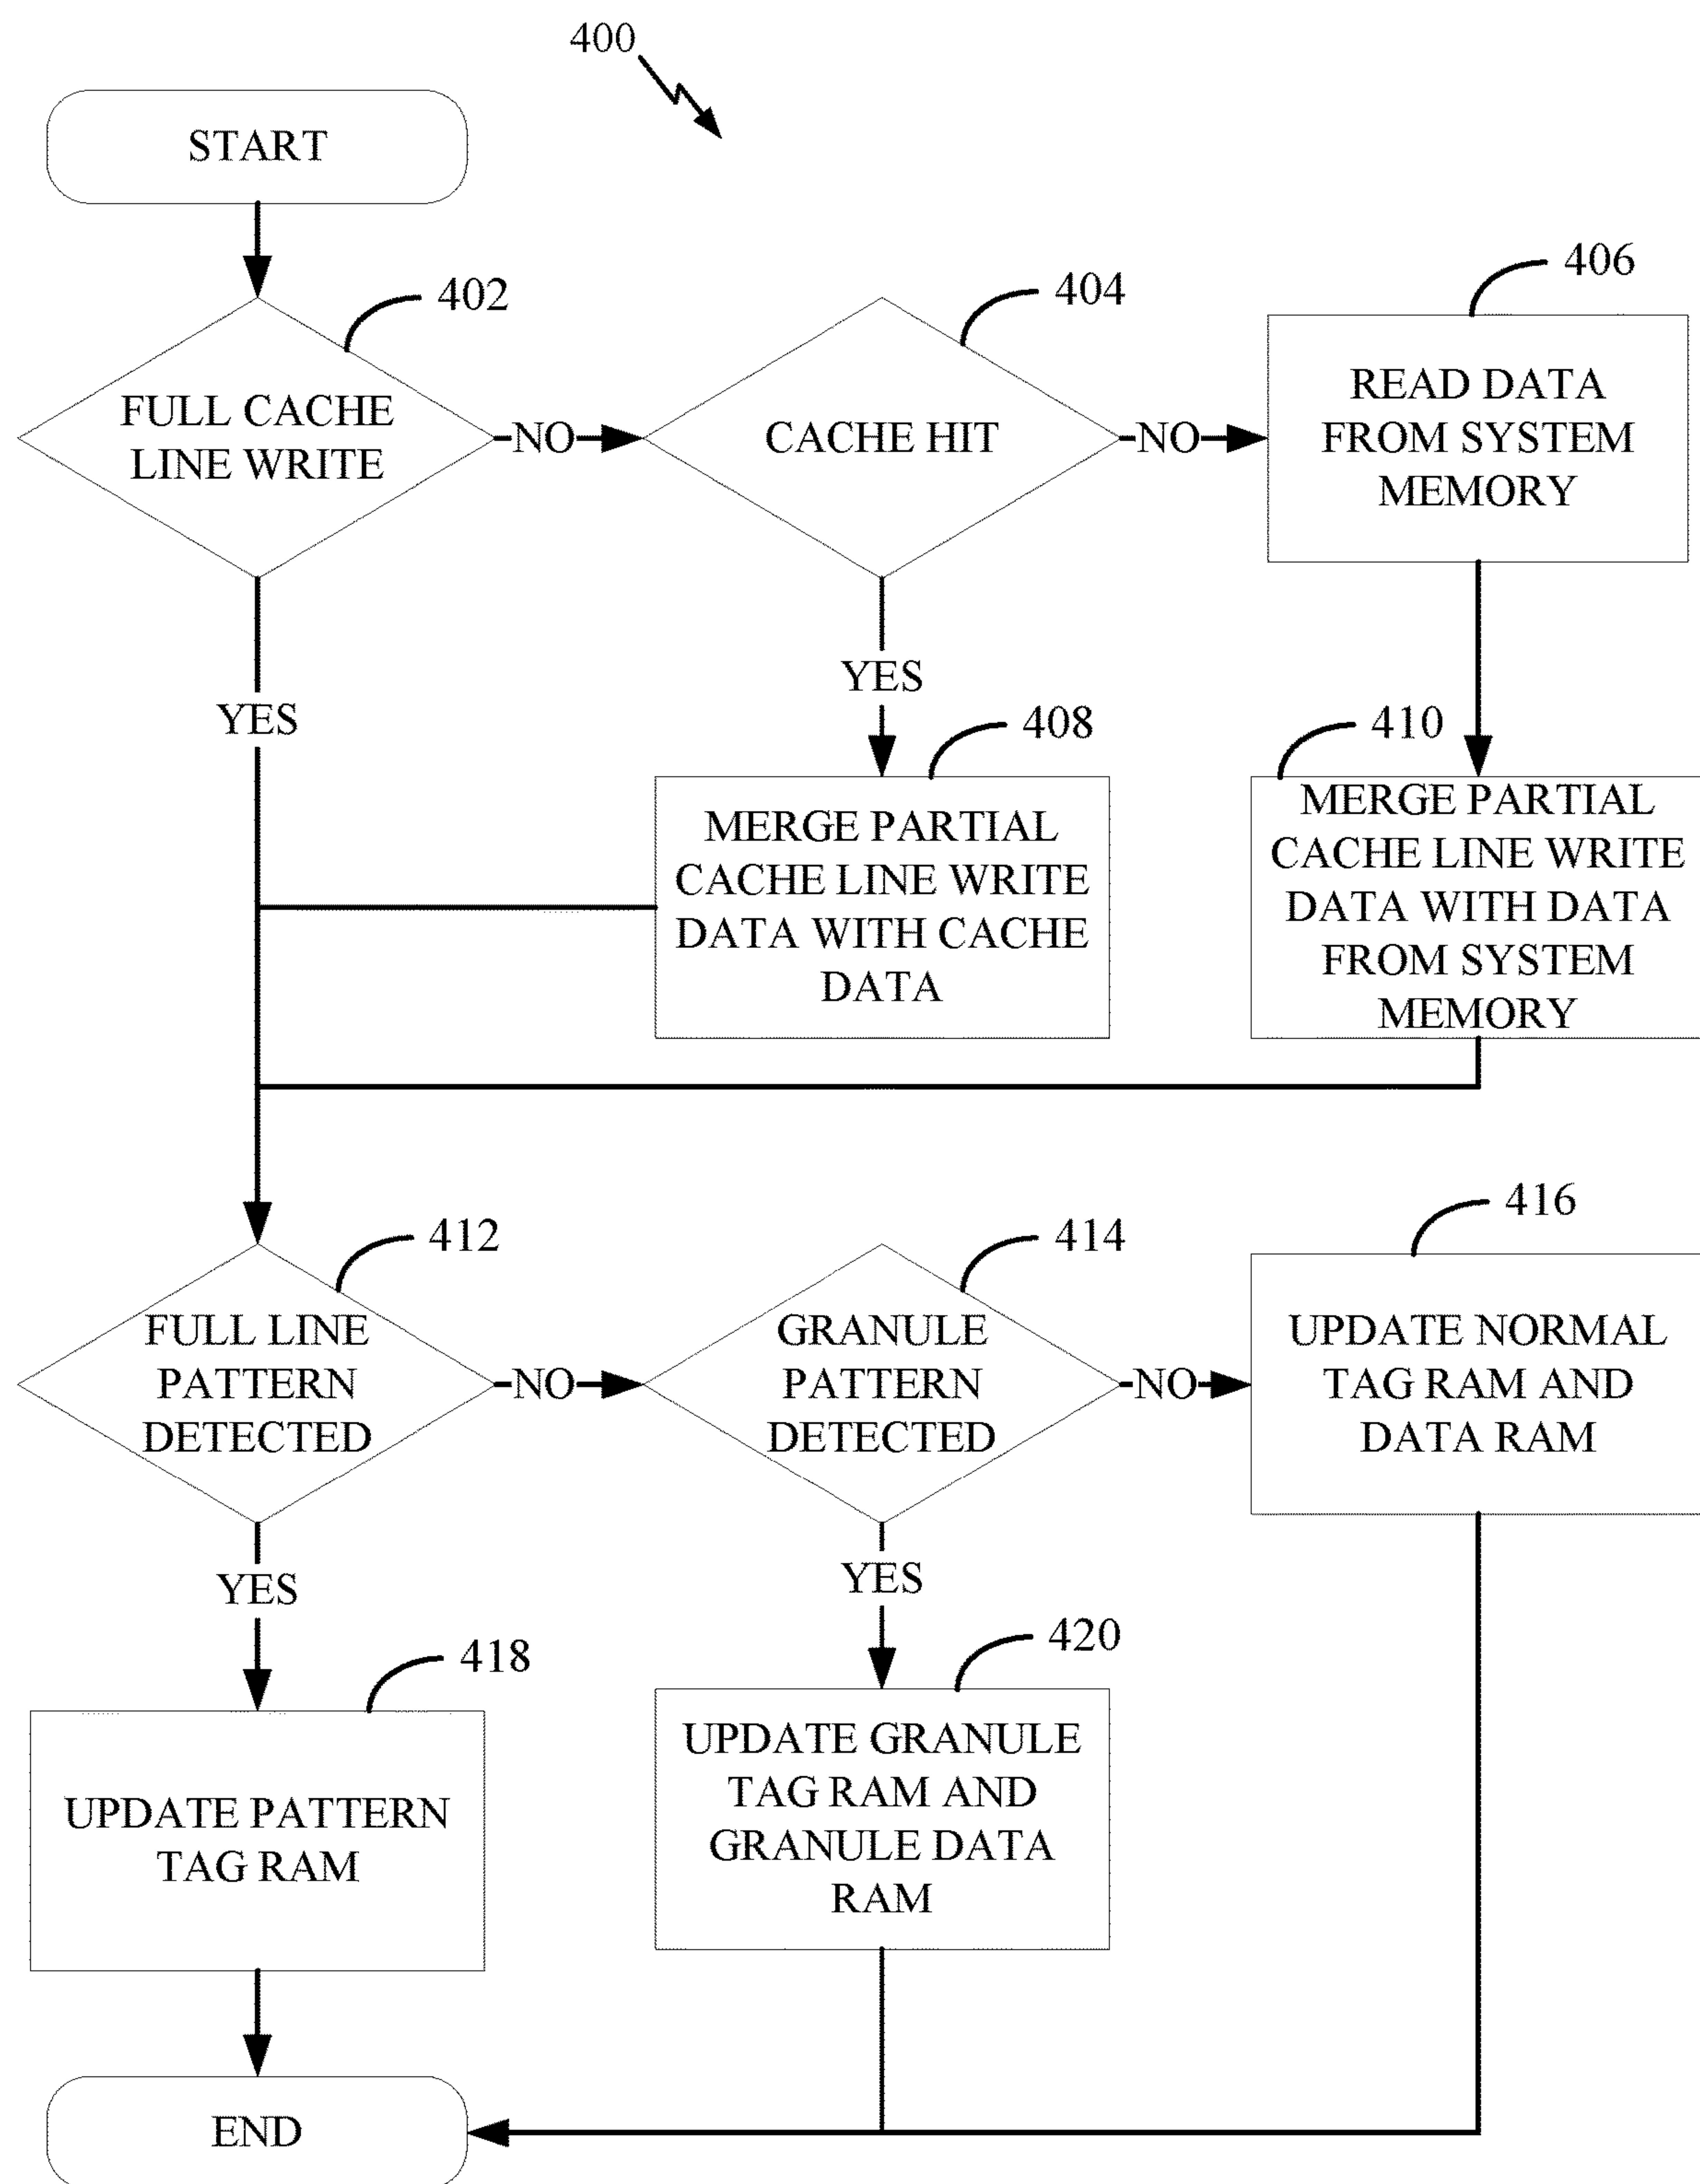 400
START
402
404
406
FULL CACHE
LINE WRITE
NO
CACHE HIT
NO
READ DATA
FROM SYSTEM
MEMORY
YES
YES
408
410
MERGE PARTIAL
CACHE LINE WRITE
DATA WITH CACHE
DATA
MERGE PARTIAL
CACHE LINE WRITE
DATA WITH DATA
FROM SYSTEM
MEMORY
412
414
416
FULL LINE
PATTERN
DETECTED
NO
GRANULE
PATTERN
DETECTED
NO
UPDATE NORMAL
TAG RAM AND
DATA RAM
YES
YES
418
420
UPDATE PATTERN
TAG RAM
UPDATE GRANULE
TAG RAM AND
GRANULE DATA
RAM
END